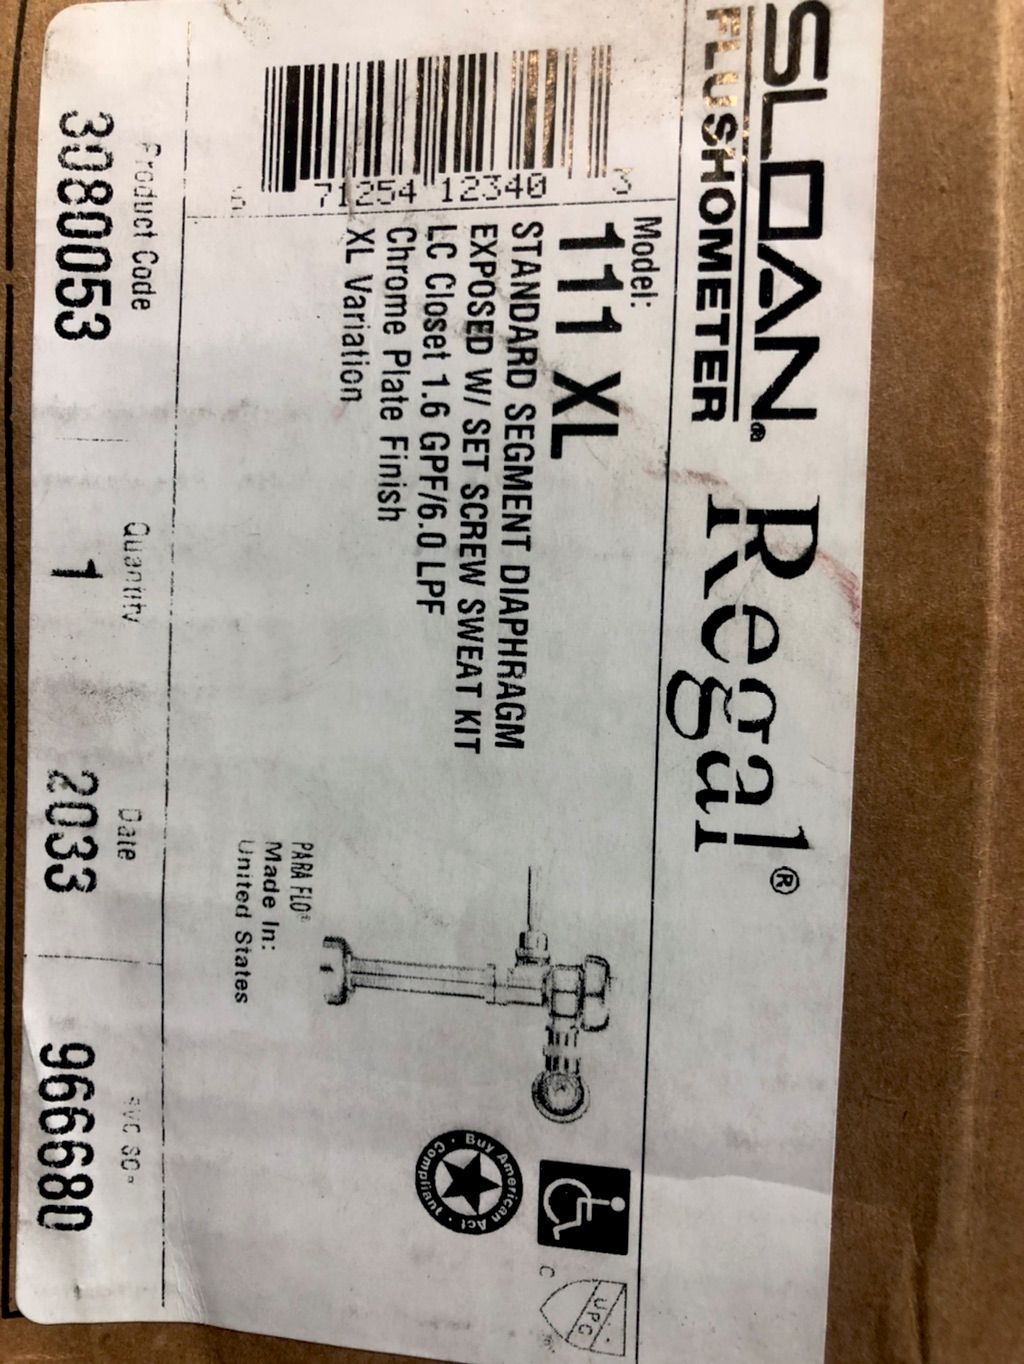 SLOAN® Regal®
FLUSHOMETER
Model:
111 XL
STANDARD SEGMENT DIAPHRAGM
EXPOSED W/ SET SCREW SWEAT KIT
LC Closet 1.6 GPF/6.0 LPF
Chrome Plate Finish
XL Variation
71254 12340 3
Buy American Act
Compliant
C UPC ®
PARA FLO®
Made In:
United States
Product Code
3080053
Quantity
1
Date
2033
966680